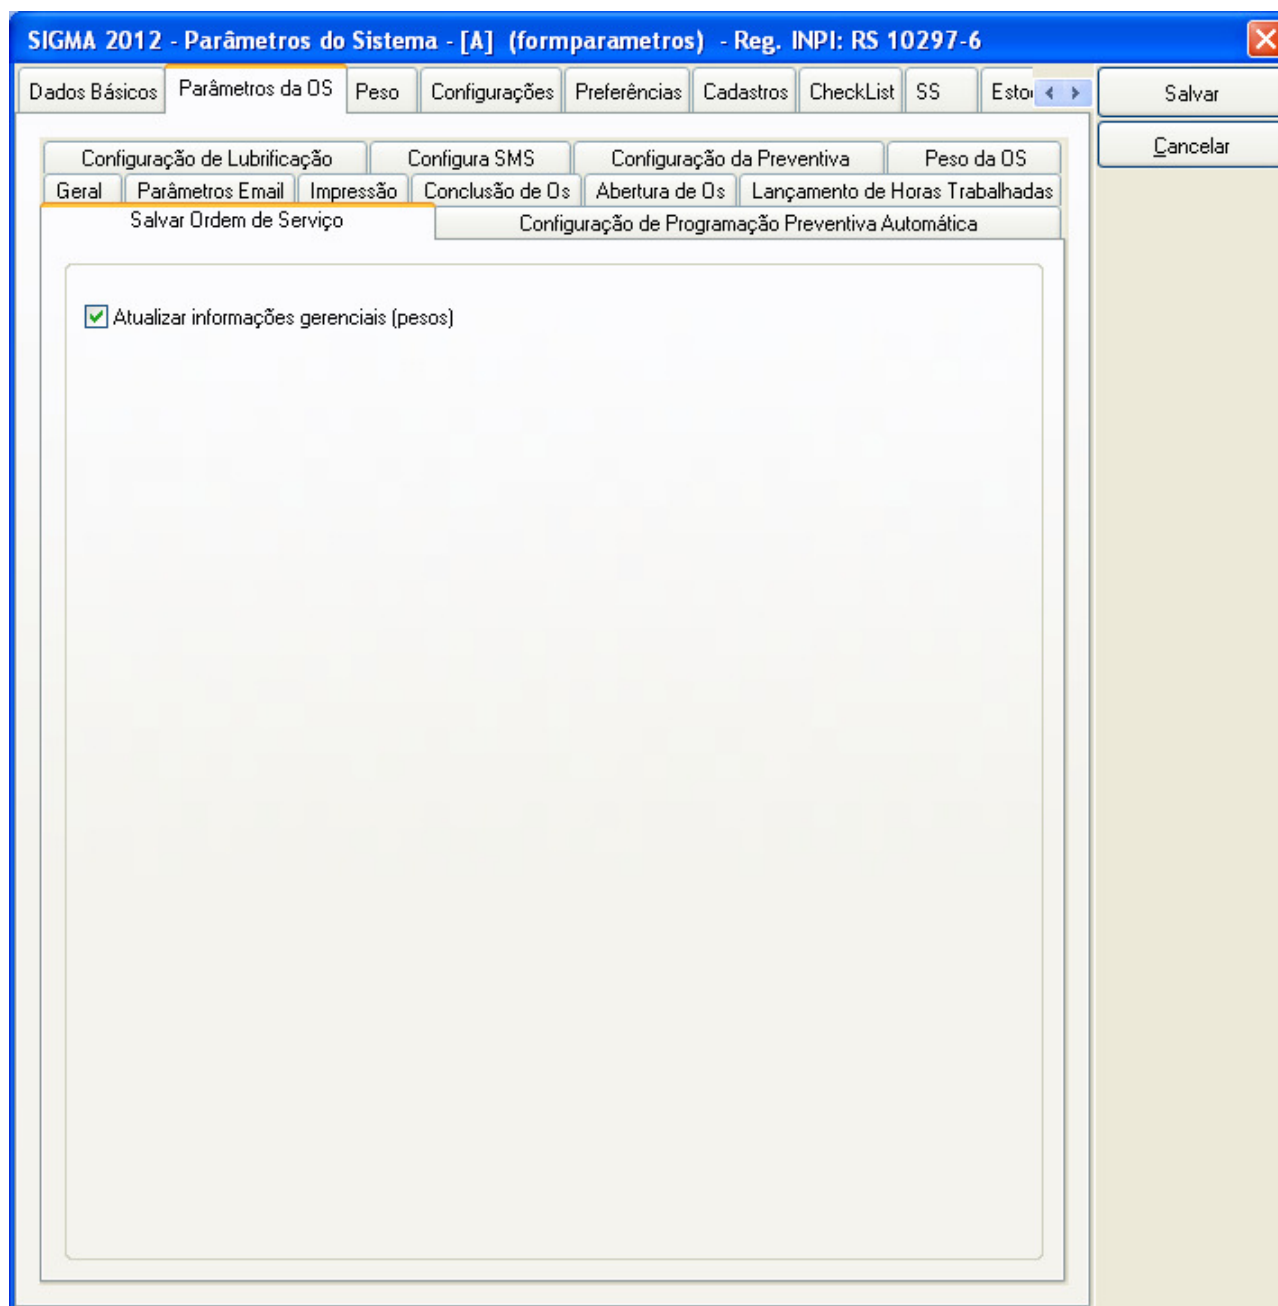 SIGMA 2012 - Parâmetros do Sistema - [A] (formparametros) - Reg. INPI: RS 10297-6
Dados Básicos Parâmetros da OS Peso Configurações Preferências Cadastros CheckList SS Esto
Salvar
Cancelar
Configuração de Lubrificação Configura SMS Configuração da Preventiva Peso da OS
Geral Parâmetros Email Impressão Conclusão de Os Abertura de Os Lançamento de Horas Trabalhadas
Salvar Ordem de Serviço Configuração de Programação Preventiva Automática
Atualizar informações gerenciais (pesos)